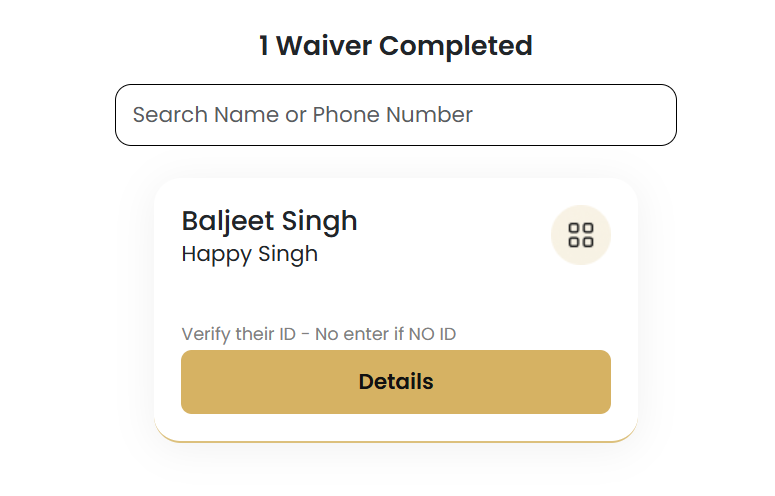 1 Waiver Completed
Search Name or Phone Number
Baljeet Singh
Happy Singh
Verify their ID - No enter if NO ID
Details